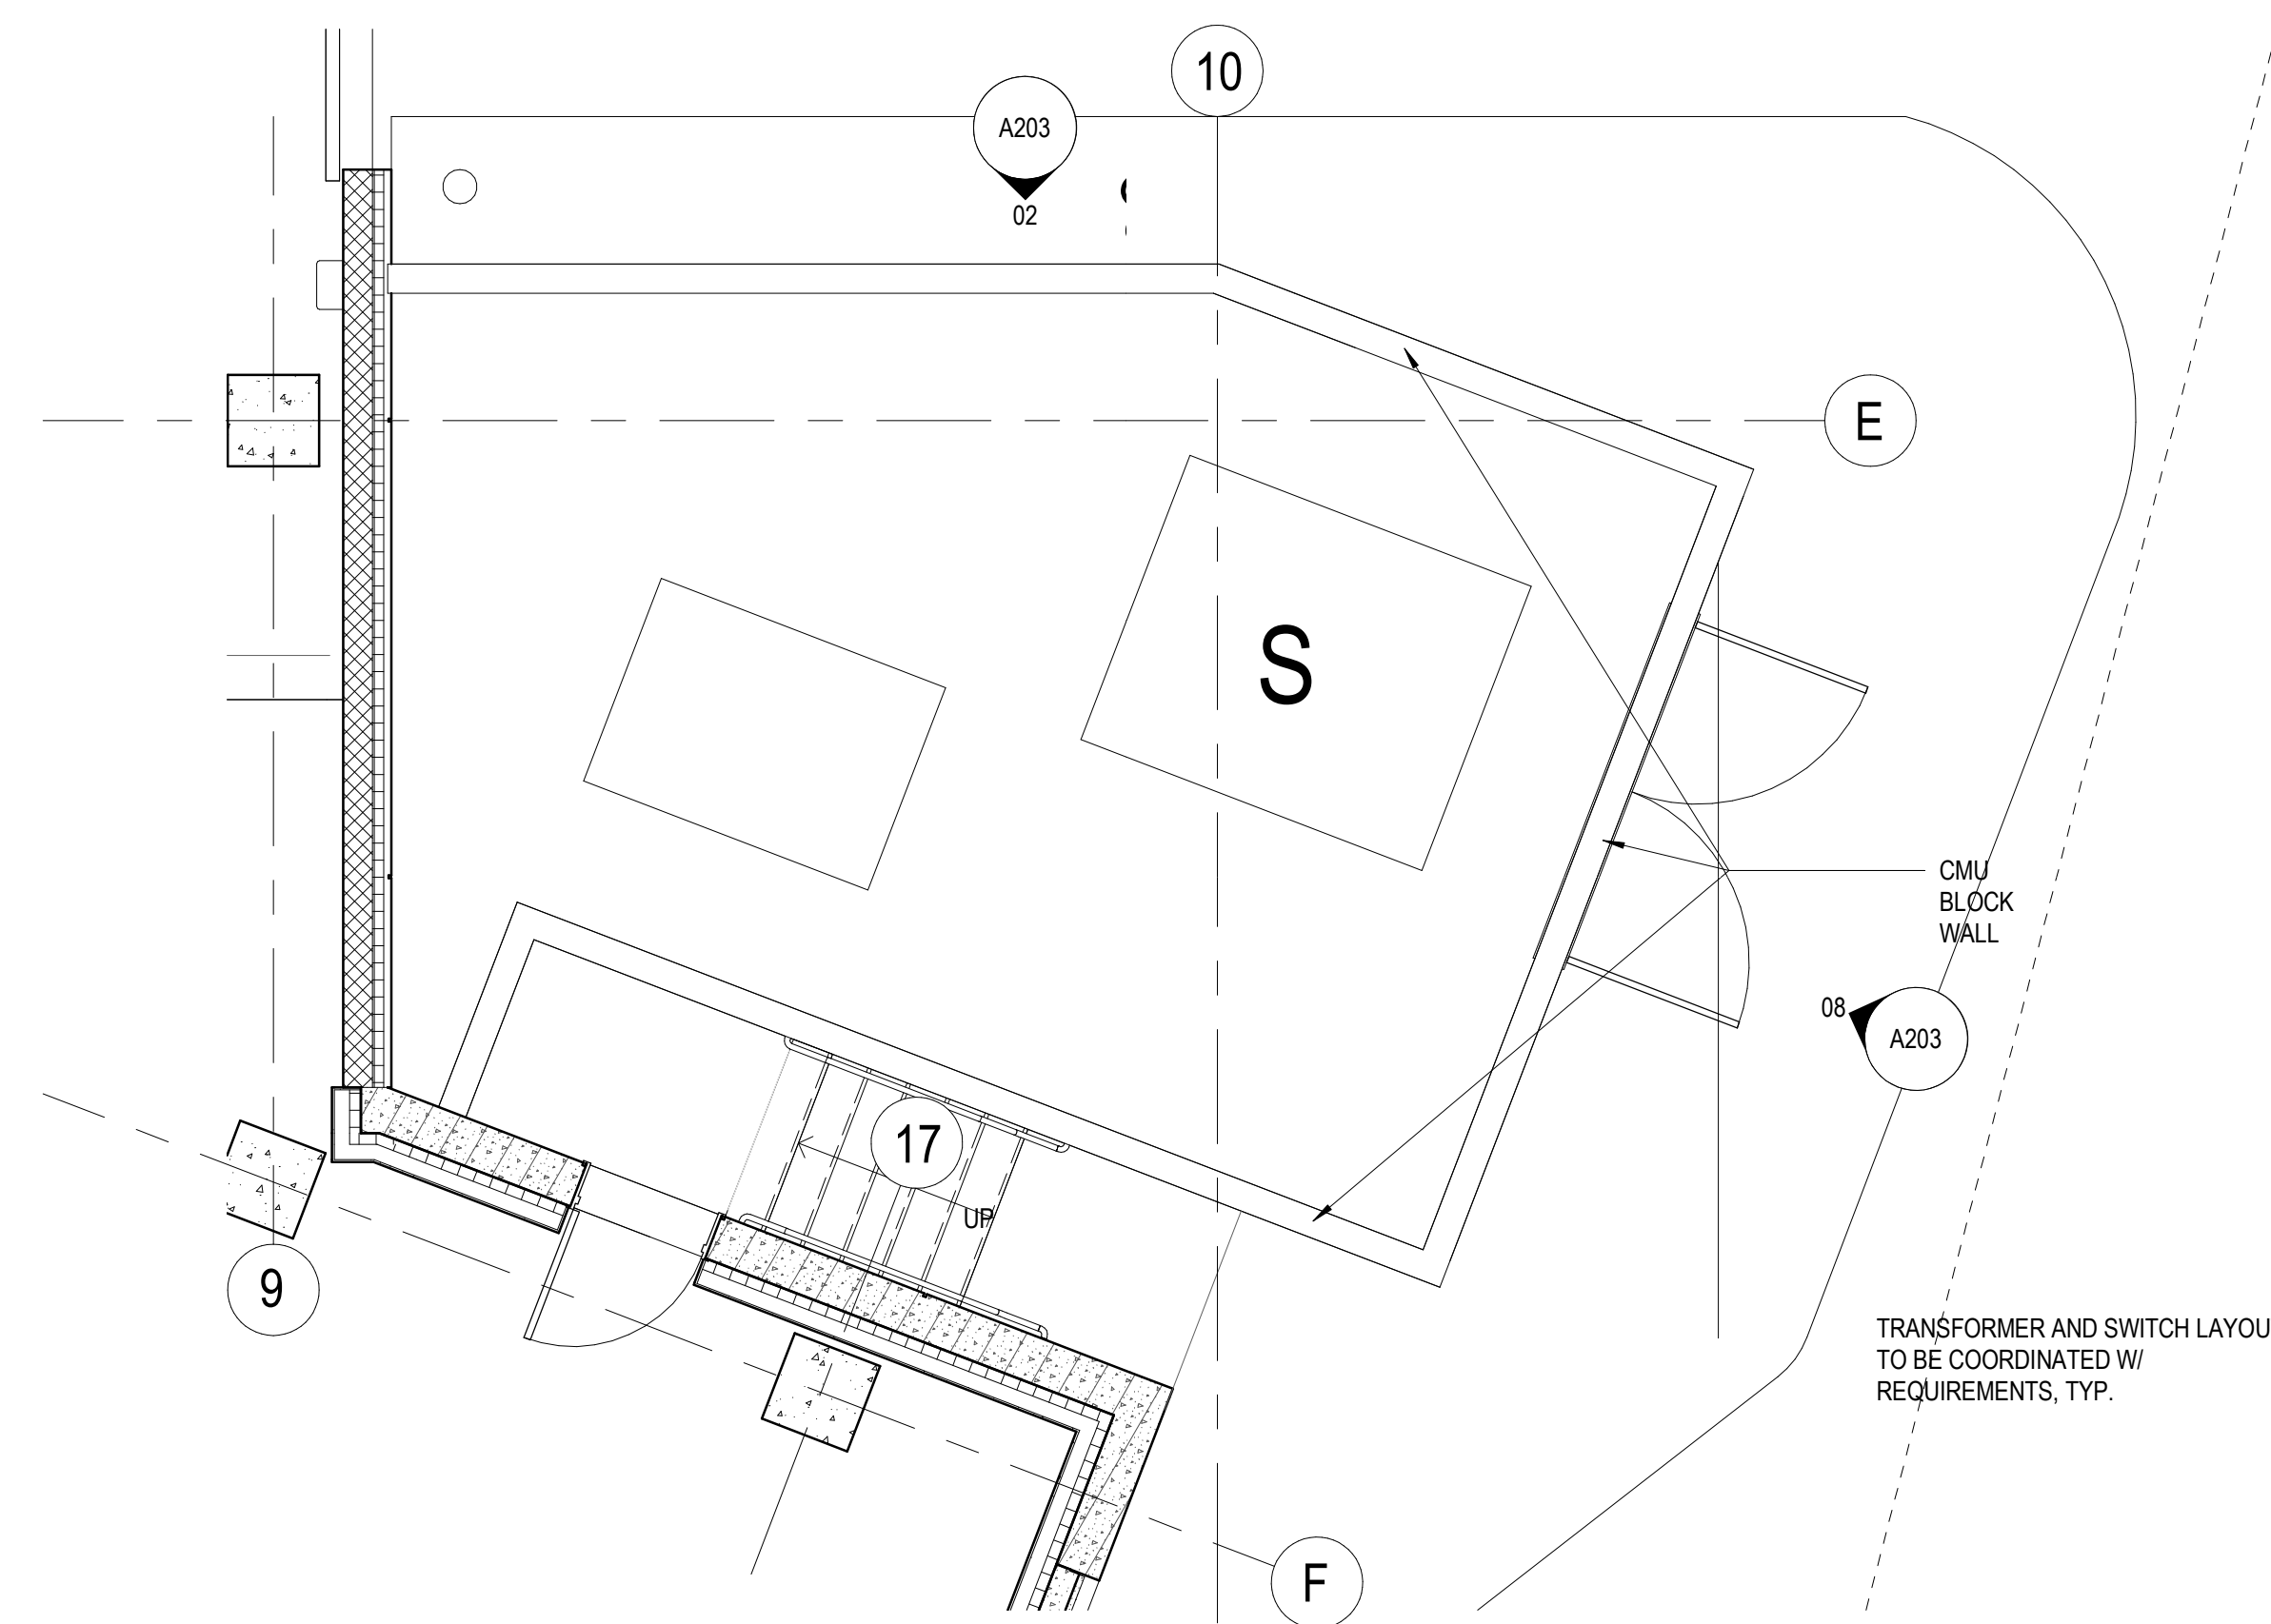 10
A203
02
E
S
CMU
BLOCK
WALL
08
A203
17
UP
9
TRANSFORMER AND SWITCH LAYOU
TO BE COORDINATED W/
REQUIREMENTS, TYP.
F